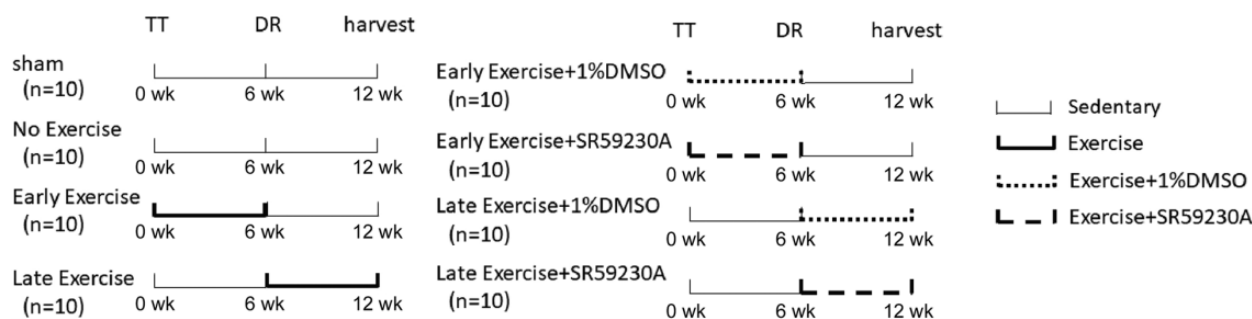 TT DR harvest
sham
(n=10)
0 wk 6 wk 12 wk
No Exercise
(n=10)
0 wk 6 wk 12 wk
Early Exercise
(n=10)
0 wk 6 wk 12 wk
Late Exercise
(n=10)
0 wk 6 wk 12 wk
TT DR harvest
Early Exercise+1%DMSO
(n=10)
0 wk 6 wk 12 wk
Early Exercise+SR59230A
(n=10)
0 wk 6 wk 12 wk
Late Exercise+1%DMSO
(n=10)
0 wk 6 wk 12 wk
Late Exercise+SR59230A
(n=10)
0 wk 6 wk 12 wk
Sedentary
Exercise
Exercise+1%DMSO
Exercise+SR59230A